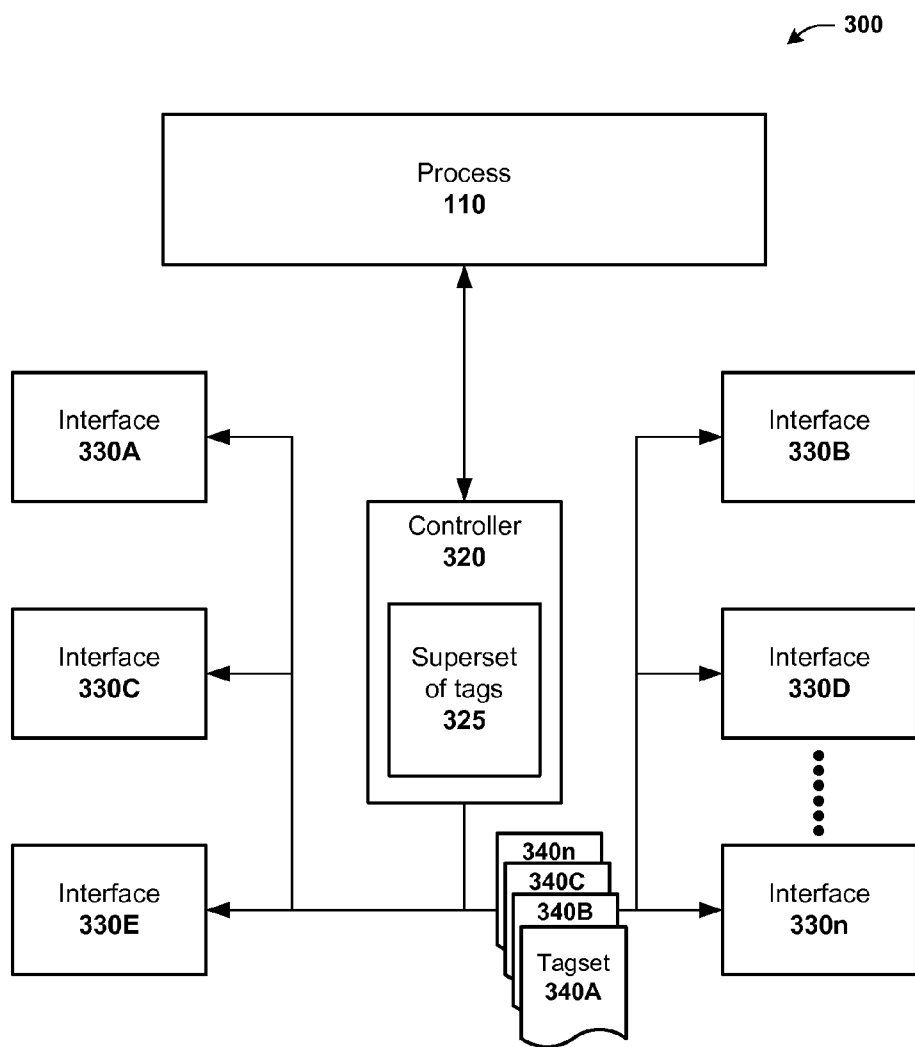 300
Process
110
Interface
330A
Interface
330B
Controller
320
Interface
330C
Superset
of tags
325
Interface
330D
340n
340C
340B
Tagset
340A
Interface
330E
Interface
330n